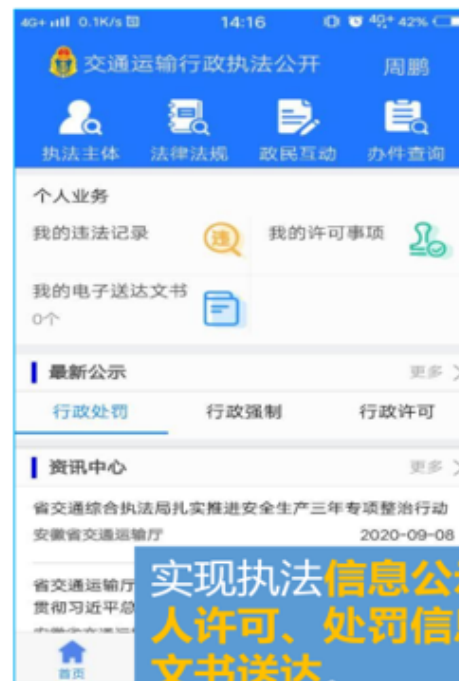 4G+ 0.1K/s 14:16 4G+ 42%
交通运输行政执法公开 周鹏
执法主体 法律法规 政民互动 办件查询
个人业务
我的违法记录 违 我的许可事项
我的电子送达文书
0个
最新公示 更多
行政处罚 行政强制 行政许可
资讯中心 更多
省交通综合执法局扎实推进安全生产三年专项整治行动
安徽省交通运输厅 2020-09-08
省交通运输厅
贯彻习近平总
实现执法信息公示
人许可、处罚信息
文书送达。
首页